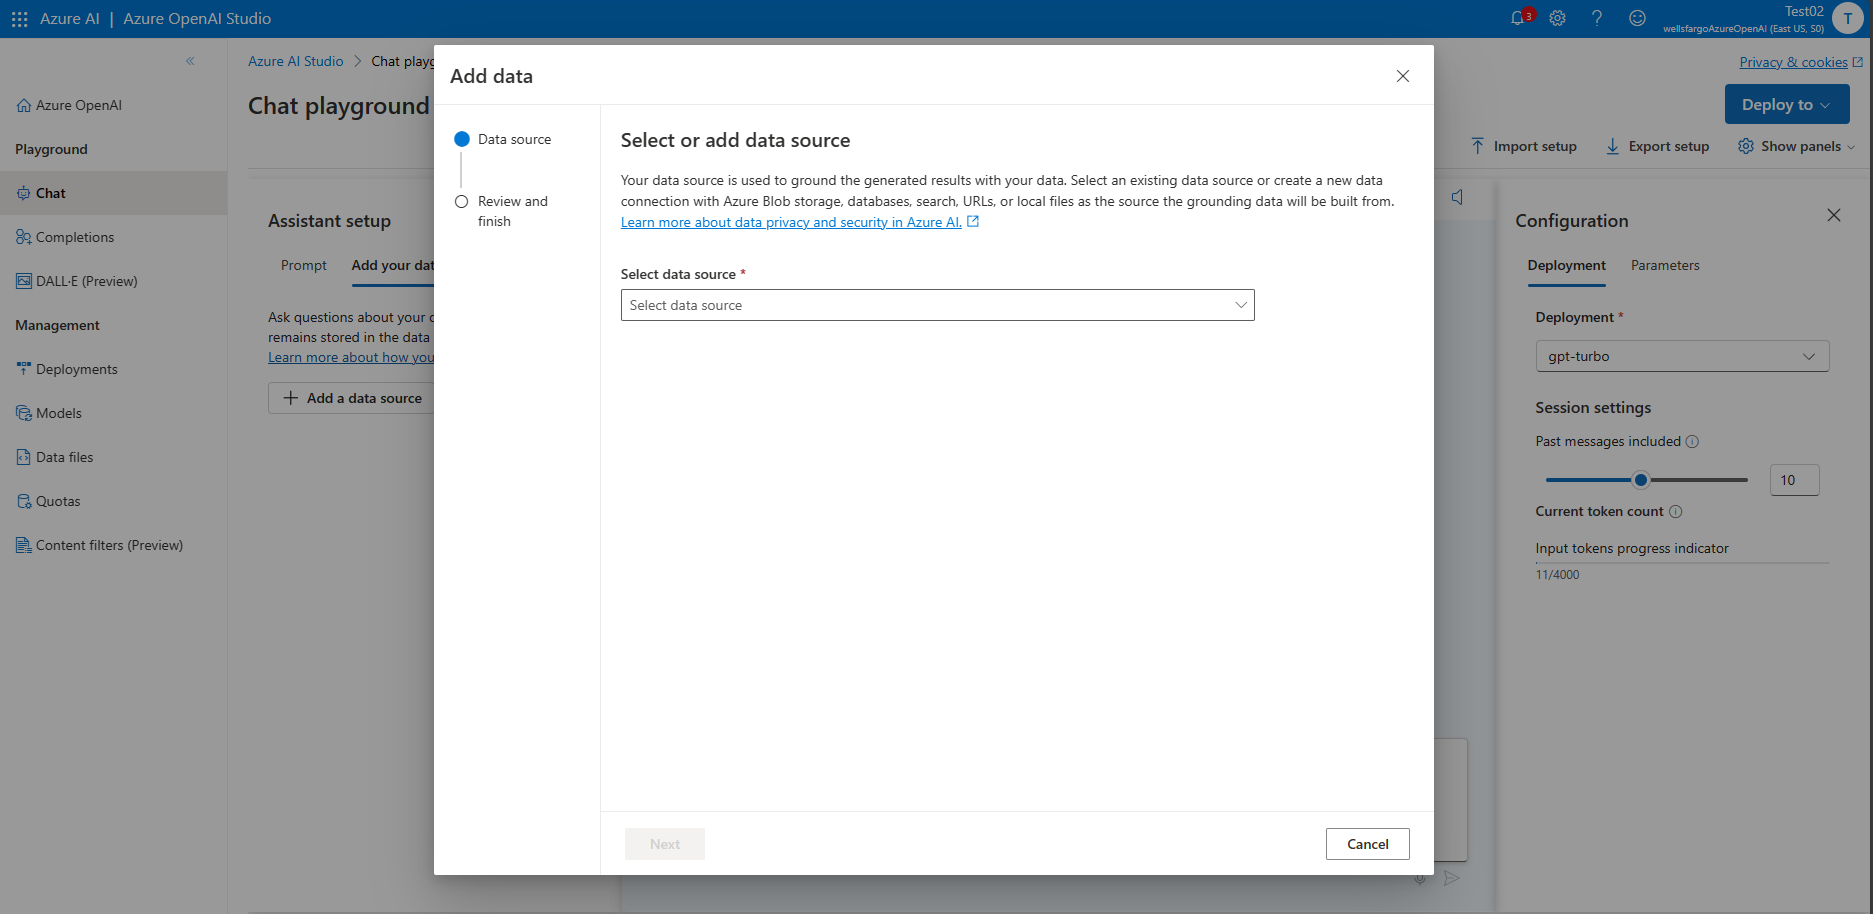 Azure AI | Azure OpenAI Studio
3
Test02
wellsfargoAzureOpenAI (East US, S0)
T
Azure AI Studio > Chat playg
Privacy & cookies
Chat playground
Deploy to
Import setup
Export setup
Show panels
Azure OpenAI
Playground
Chat
Completions
DALL·E (Preview)
Management
Deployments
Models
Data files
Quotas
Content filters (Preview)
Assistant setup
Prompt
Add your dat
Ask questions about your
remains stored in the data
Learn more about how you
Add a data source
Add data
Data source
Review and
finish
Select or add data source
Your data source is used to ground the generated results with your data. Select an existing data source or create a new data
connection with Azure Blob storage, databases, search, URLs, or local files as the source the grounding data will be built from.
Learn more about data privacy and security in Azure AI.
Select data source *
Select data source
Next
Cancel
Configuration
Deployment
Parameters
Deployment *
gpt-turbo
Session settings
Past messages included
10
Current token count
Input tokens progress indicator
11/4000